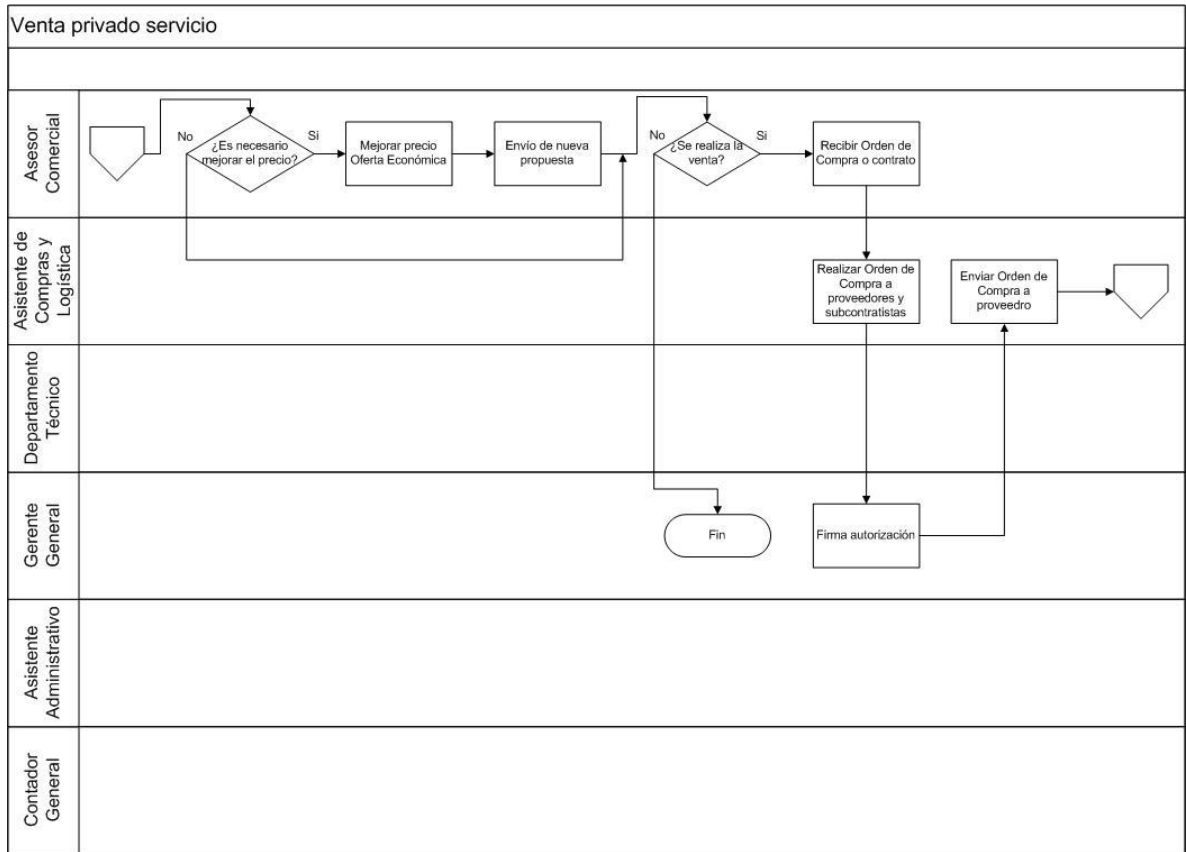 Venta privado servicio
Asesor
Comercial
No
¿Es necesario
mejorar el precio?
Si
Mejorar precio
Oferta Económica
Envío de nueva
propuesta
No
¿Se realiza la
venta?
Si
Recibir Orden de
Compra o contrato
Asistente de
Compras y
Logística
Realizar Orden de
Compra a
proveedores y
subcontratistas
Enviar Orden de
Compra a
proveedro
Departamento
Técnico
Gerente
General
Fin
Firma autorización
Asistente
Administrativo
Contador
General